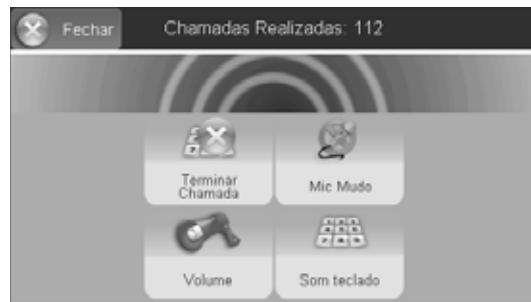 Fechar
Chamadas Realizadas: 112
Terminar
Chamada
Mic Mudo
Volume
Som teclado